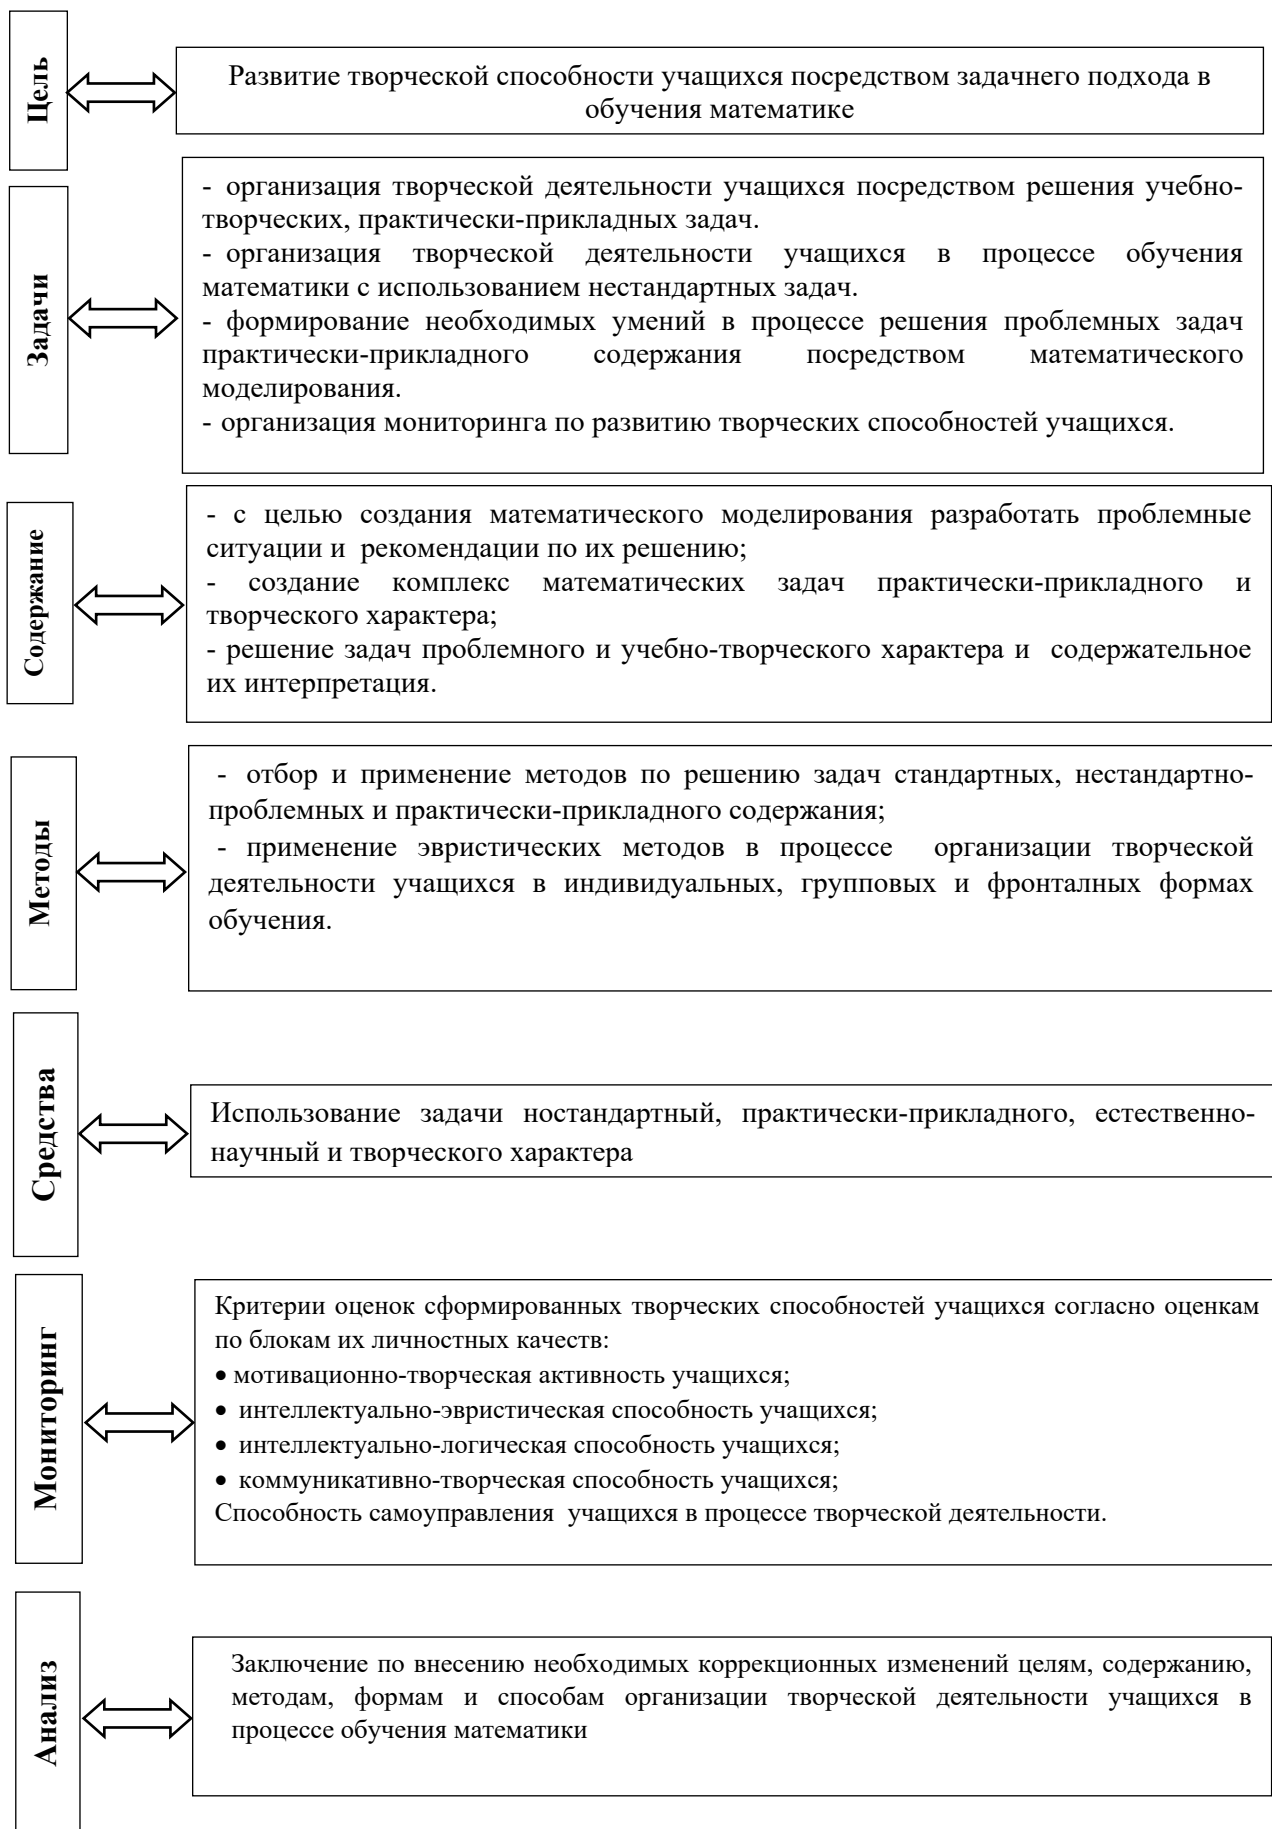 Цель
Развитие творческой способности учащихся посредством задачнего подхода в
обучения математике
Задачи
- организация творческой деятельности учащихся посредством решения учебно-
творческих, практически-прикладных задач.
- организация творческой деятельности учащихся в процессе обучения
математики с использованием нестандартных задач.
- формирование необходимых умений в процессе решения проблемных задач
практически-прикладного содержания посредством математического
моделирования.
- организация мониторинга по развитию творческих способностей учащихся.
Содержание
- с целью создания математического моделирования разработать проблемные
ситуации и рекомендации по их решению;
- создание комплекс математических задач практически-прикладного и
творческого характера;
- решение задач проблемного и учебно-творческого характера и содержательное
их интерпретация.
Методы
- отбор и применение методов по решению задач стандартных, нестандартно-
проблемных и практически-прикладного содержания;
- применение эвристических методов в процессе организации творческой
деятельности учащихся в индивидуальных, групповых и фронталных формах
обучения.
Средства
Использование задачи ностандартный, практически-прикладного, естественно-
научный и творческого характера
Мониторинг
Критерии оценок сформированных творческих способностей учащихся согласно оценкам
по блокам их личностных качеств:
• мотивационно-творческая активность учащихся;
• интеллектуально-эвристическая способность учащихся;
• интеллектуально-логическая способность учащихся;
• коммуникативно-творческая способность учащихся;
Способность самоуправления учащихся в процессе творческой деятельности.
Анализ
Заключение по внесению необходимых коррекционных изменений целям, содержанию,
методам, формам и способам организации творческой деятельности учащихся в
процессе обучения математики